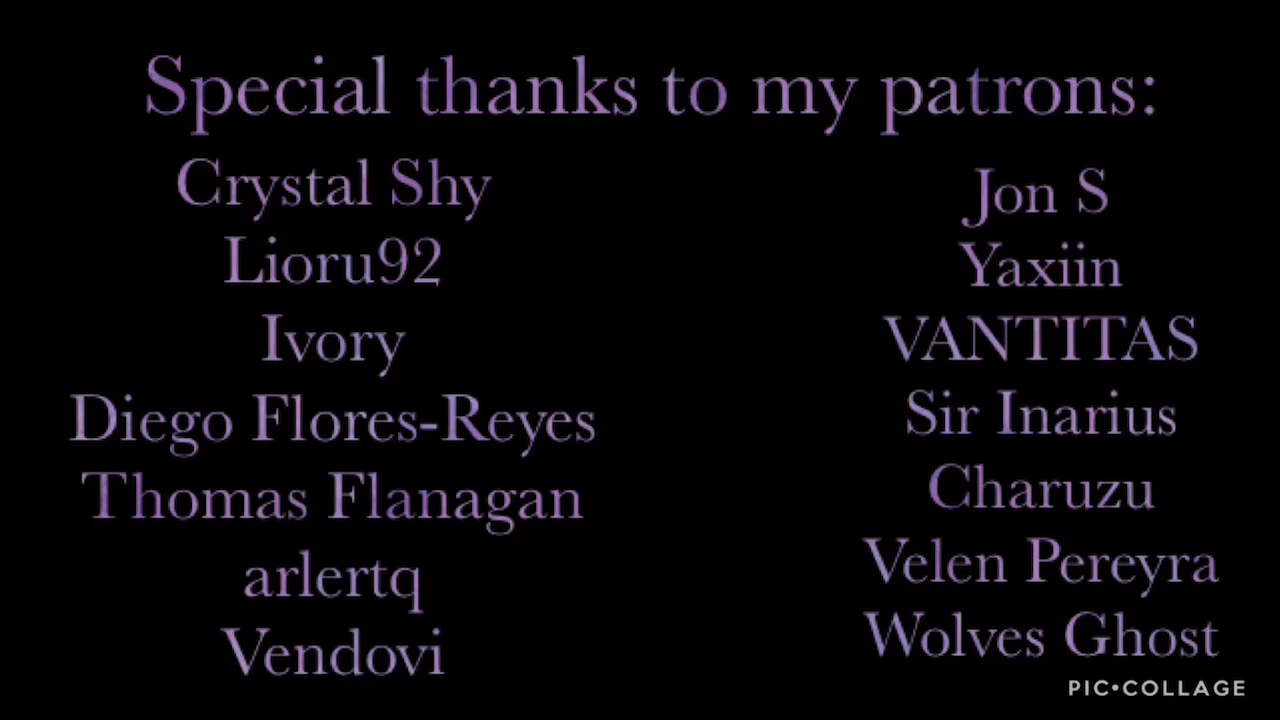 Special thanks to my patrons:
Crystal Shy
Lioru92
Ivory
Diego Flores-Reyes
Thomas Flanagan
arlertq
Vendovi
Jon S
Yaxiin
VANTITAS
Sir Inarius
Charuzu
Velen Pereyra
Wolves Ghost
PIC•COLLAGE